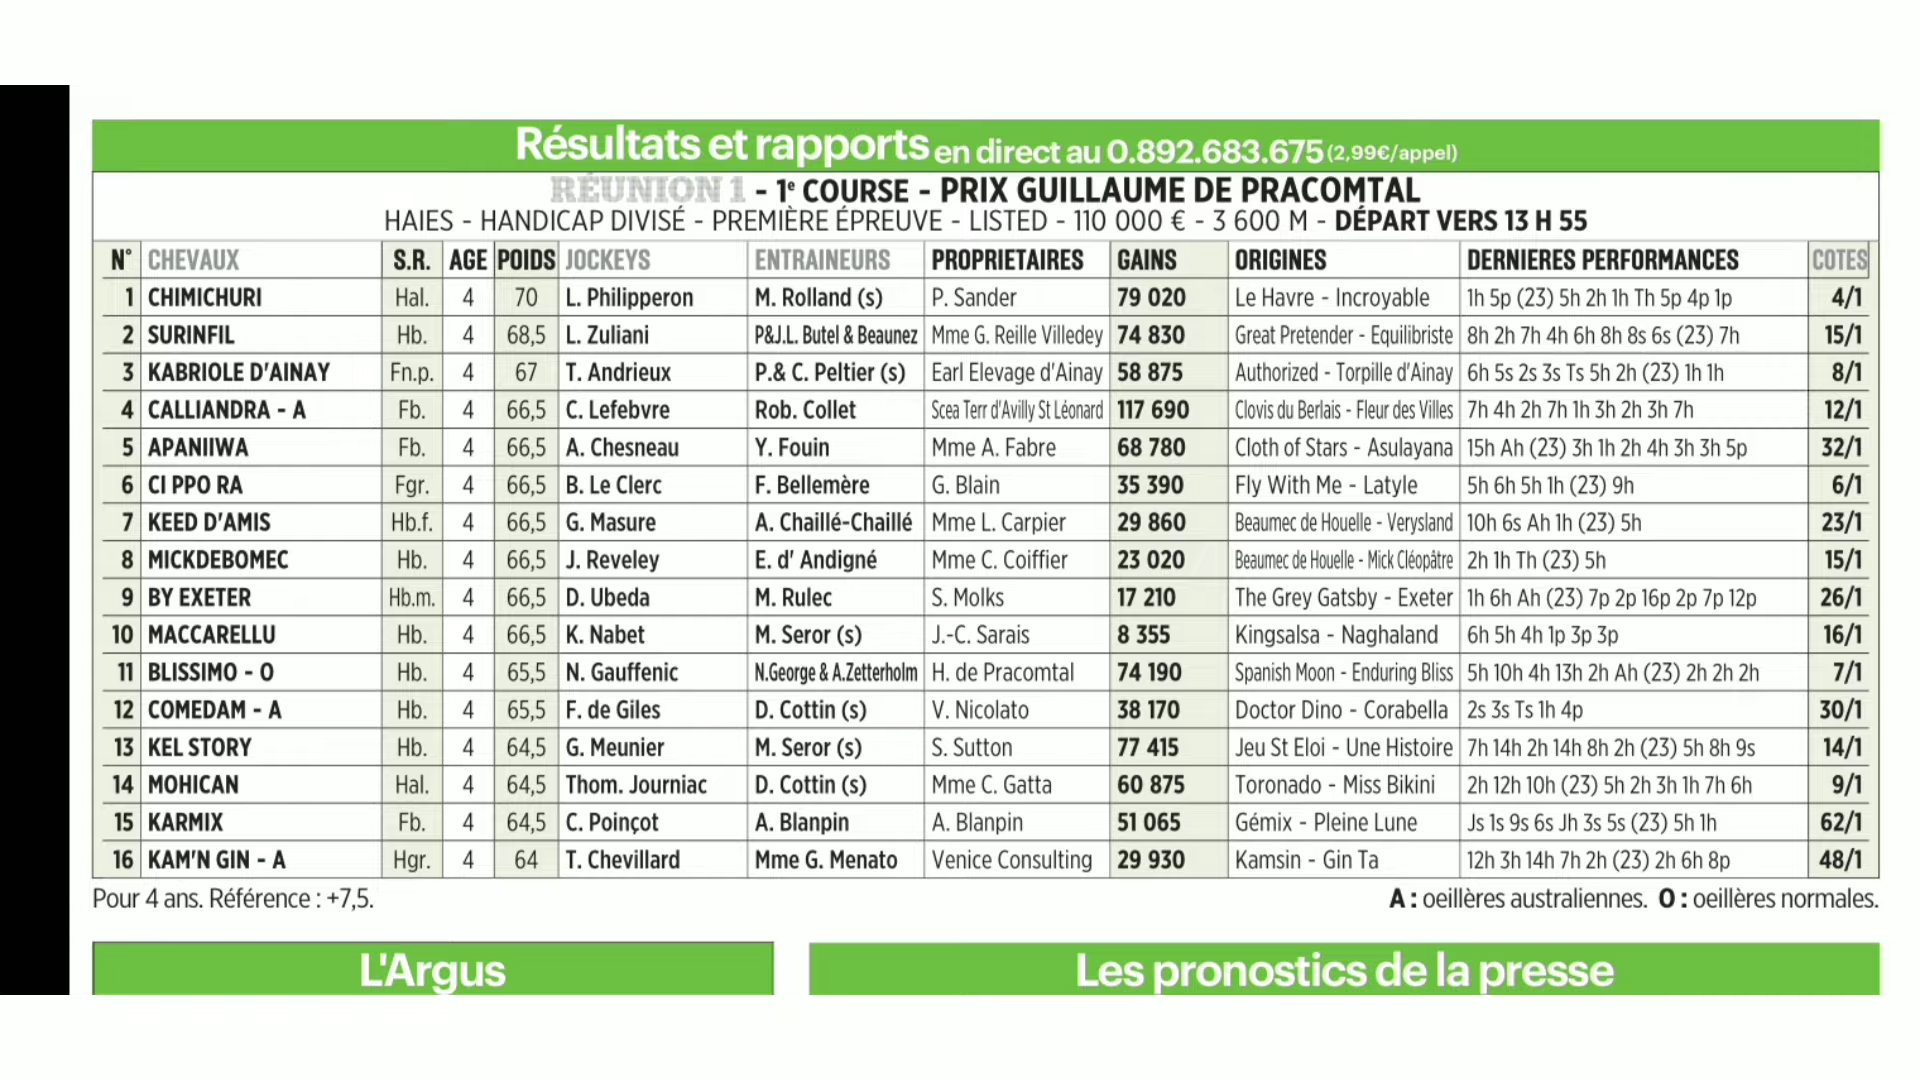 Résultats et rapports en direct au 0.892.683.675 (2,99€/appel)
RÉUNION 1 - 1e COURSE - PRIX GUILLAUME DE PRACOMTAL
HAIES - HANDICAP DIVISÉ - PREMIÈRE ÉPREUVE - LISTED - 110 000 € - 3 600 M - DÉPART VERS 13 H 55
N° CHEVAUX S.R. AGE POIDS JOCKEYS ENTRAINEURS PROPRIETAIRES GAINS ORIGINES DERNIERES PERFORMANCES COTES
1 CHIMICHURI Hal. 4 70 L. Philipperon M. Rolland (s) P. Sander 79 020 Le Havre - Incroyable 1h 5p (23) 5h 2h 1h Th 5p 4p 1p 4/1
2 SURINFIL Hb. 4 68,5 L. Zuliani P&J.L. Butel & Beaunez Mme G. Reille Villedey 74 830 Great Pretender - Equilibriste 8h 2h 7h 4h 6h 8h 8s 6s (23) 7h 15/1
3 KABRIOLE D'AINAY Fn.p. 4 67 T. Andrieux P.& C. Peltier (s) Earl Elevage d'Ainay 58 875 Authorized - Torpille d'Ainay 6h 5s 2s 3s Ts 5h 2h (23) 1h 1h 8/1
4 CALLIANDRA - A Fb. 4 66,5 C. Lefebvre Rob. Collet Scea Terr d'Avilly St Léonard 117 690 Clovis du Berlais - Fleur des Villes 7h 4h 2h 7h 1h 3h 2h 3h 7h 12/1
5 APANIIWA Fb. 4 66,5 A. Chesneau Y. Fouin Mme A. Fabre 68 780 Cloth of Stars - Asulayana 15h Ah (23) 3h 1h 2h 4h 3h 3h 5p 32/1
6 CI PPO RA Fgr. 4 66,5 B. Le Clerc F. Bellemère G. Blain 35 390 Fly With Me - Latyle 5h 6h 5h 1h (23) 9h 6/1
7 KEED D'AMIS Hb.f. 4 66,5 G. Masure A. Chaillé-Chaillé Mme L. Carpier 29 860 Beaumec de Houelle - Verysland 10h 6s Ah 1h (23) 5h 23/1
8 MICKDEBOMEC Hb. 4 66,5 J. Reveley E. d' Andigné Mme C. Coiffier 23 020 Beaumec de Houelle - Mick Cléopâtre 2h 1h Th (23) 5h 15/1
9 BY EXETER Hb.m. 4 66,5 D. Ubeda M. Rulec S. Molks 17 210 The Grey Gatsby - Exeter 1h 6h Ah (23) 7p 2p 16p 2p 7p 12p 26/1
10 MACCARELLU Hb. 4 66,5 K. Nabet M. Seror (s) J.-C. Sarais 8 355 Kingsalsa - Naghaland 6h 5h 4h 1p 3p 3p 16/1
11 BLISSIMO - O Hb. 4 65,5 N. Gauffenic N.George & A.Zetterholm H. de Pracomtal 74 190 Spanish Moon - Enduring Bliss 5h 10h 4h 13h 2h Ah (23) 2h 2h 2h 7/1
12 COMEDAM - A Hb. 4 65,5 F. de Giles D. Cottin (s) V. Nicolato 38 170 Doctor Dino - Corabella 2s 3s Ts 1h 4p 30/1
13 KEL STORY Hb. 4 64,5 G. Meunier M. Seror (s) S. Sutton 77 415 Jeu St Eloi - Une Histoire 7h 14h 2h 14h 8h 2h (23) 5h 8h 9s 14/1
14 MOHICAN Hal. 4 64,5 Thom. Journiac D. Cottin (s) Mme C. Gatta 60 875 Toronado - Miss Bikini 2h 12h 10h (23) 5h 2h 3h 1h 7h 6h 9/1
15 KARMIX Fb. 4 64,5 C. Poinçot A. Blanpin A. Blanpin 51 065 Gémix - Pleine Lune Js 1s 9s 6s Jh 3s 5s (23) 5h 1h 62/1
16 KAM'N GIN - A Hgr. 4 64 T. Chevillard Mme G. Menato Venice Consulting 29 930 Kamsin - Gin Ta 12h 3h 14h 7h 2h (23) 2h 6h 8p 48/1
Pour 4 ans. Référence : +7,5.
A : oeillères australiennes. O : oeillères normales.
L'Argus
Les pronostics de la presse